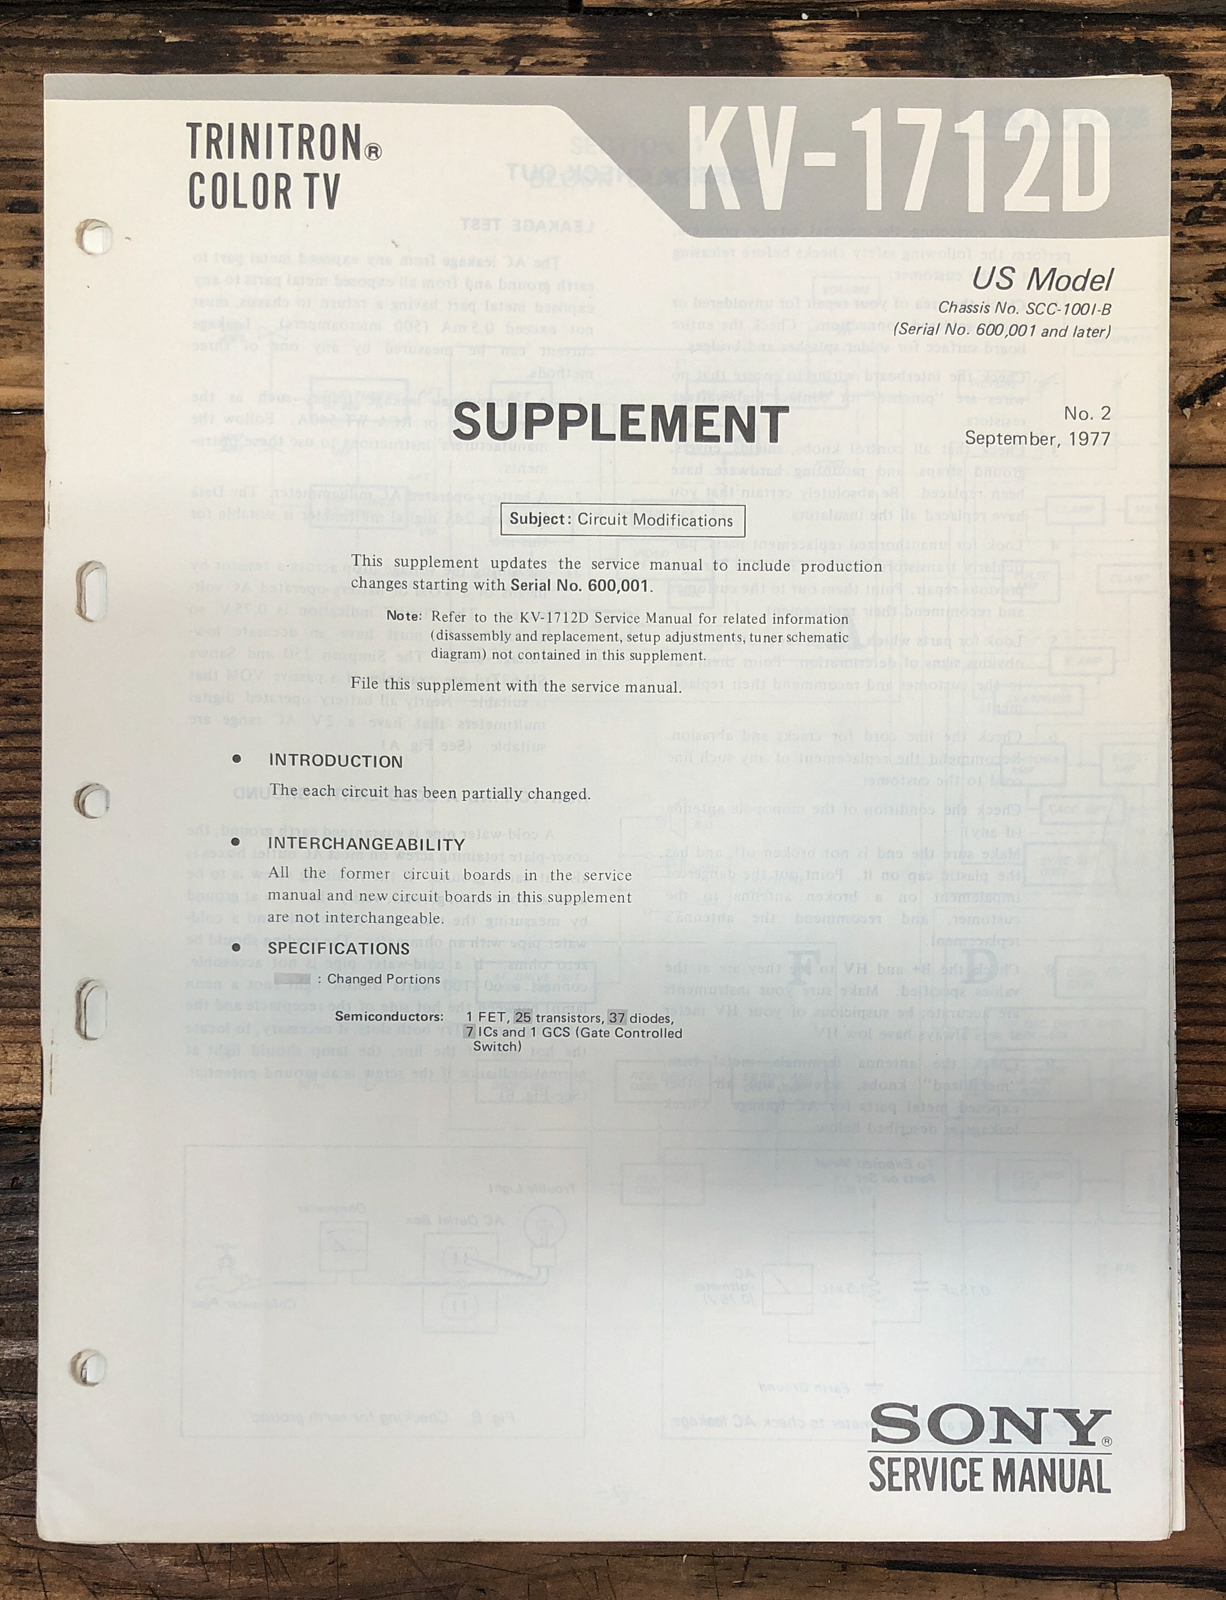 TRINITRON®
COLOR TV
KV-1712D
US Model
Chassis No. SCC-100I-B
(Serial No. 600,001 and later)
SUPPLEMENT
No. 2
September, 1977
Subject: Circuit Modifications
This supplement updates the service manual to include production
changes starting with Serial No. 600,001.
Note: Refer to the KV-1712D Service Manual for related information
(disassembly and replacement, setup adjustments, tuner schematic
diagram) not contained in this supplement.
File this supplement with the service manual.
● INTRODUCTION
The each circuit has been partially changed.
● INTERCHANGEABILITY
All the former circuit boards in the service
manual and new circuit boards in this supplement
are not interchangeable.
● SPECIFICATIONS
: Changed Portions
Semiconductors: 1 FET, 25 transistors, 37 diodes,
7 ICs and 1 GCS (Gate Controlled
Switch)
SONY®
SERVICE MANUAL